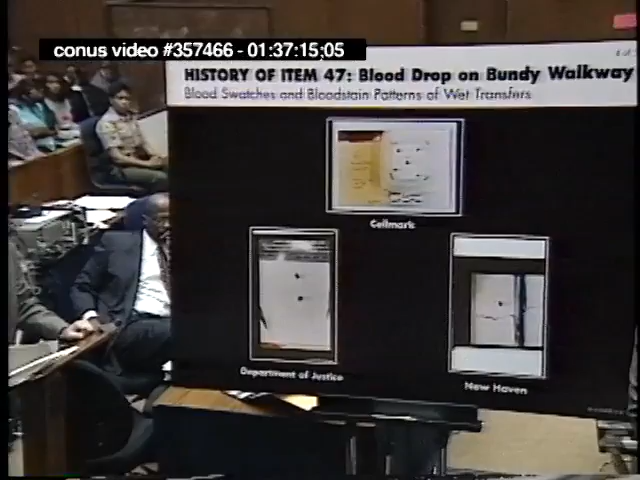 conus video #357466 - 01:37:15;05
HISTORY OF ITEM 47: Blood Drop on Bundy Walkway
Blood Swatches and Bloodstain Patterns of Wet Transfers
Cellmark
Department of Justice
New Haven